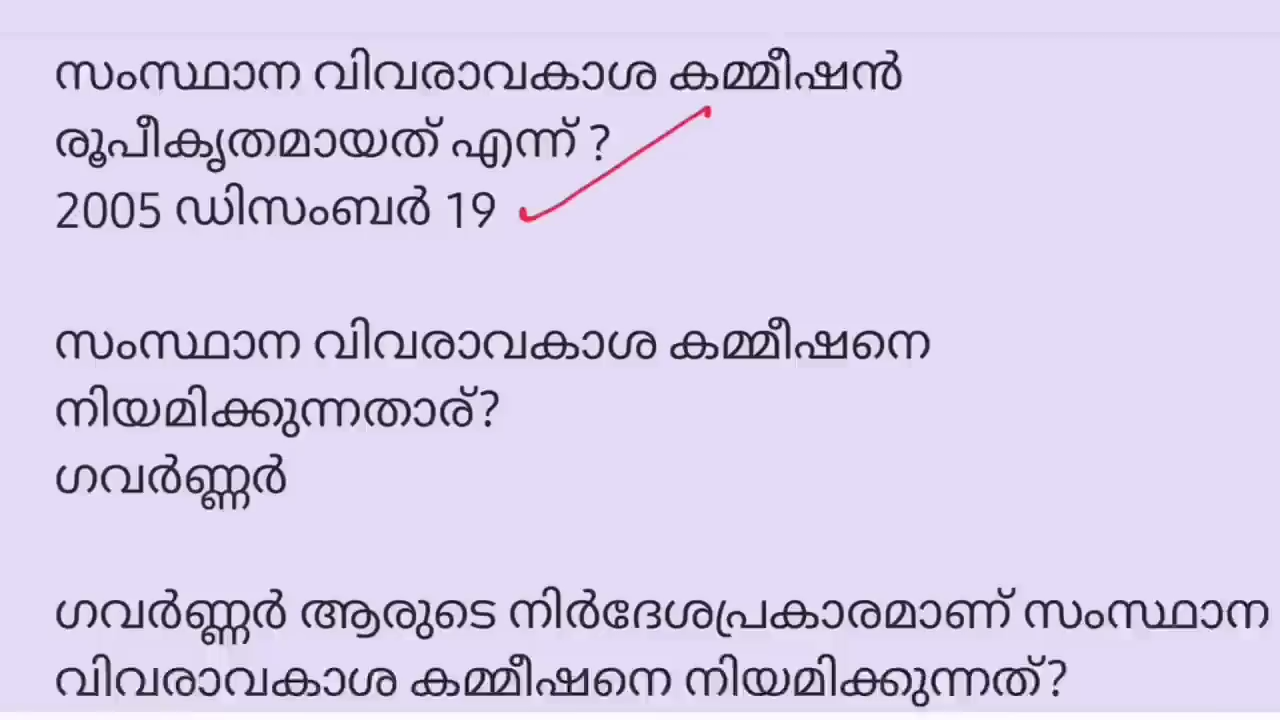 സംസ്ഥാന വിവരാവകാശ കമ്മീഷൻ
രൂപീകൃതമായത് എന്ന് ?
2005 ഡിസംബർ 19
സംസ്ഥാന വിവരാവകാശ കമ്മീഷനെ
നിയമിക്കുന്നതാര്?
ഗവർണ്ണർ
ഗവർണ്ണർ ആരുടെ നിർദേശപ്രകാരമാണ് സംസ്ഥാന
വിവരാവകാശ കമ്മീഷനെ നിയമിക്കുന്നത്?